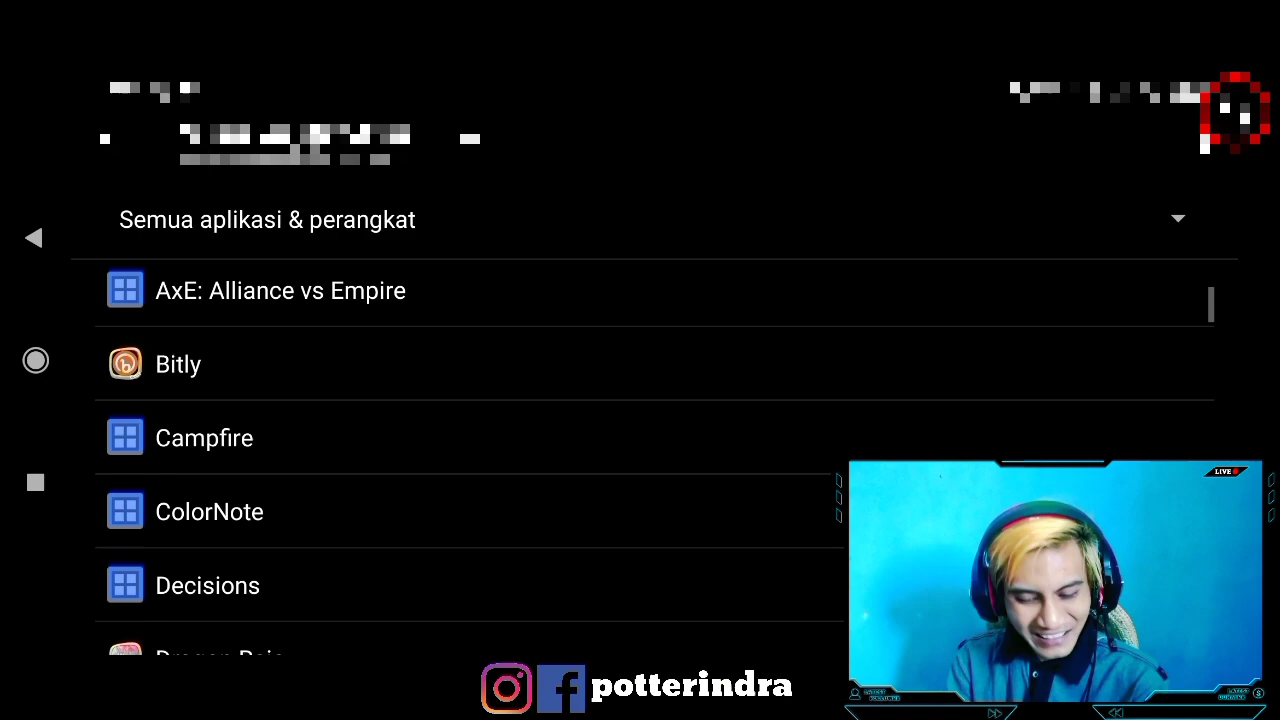 Semua aplikasi & perangkat
AxE: Alliance vs Empire
Bitly
Campfire
ColorNote
Decisions
LIVE
potterindra